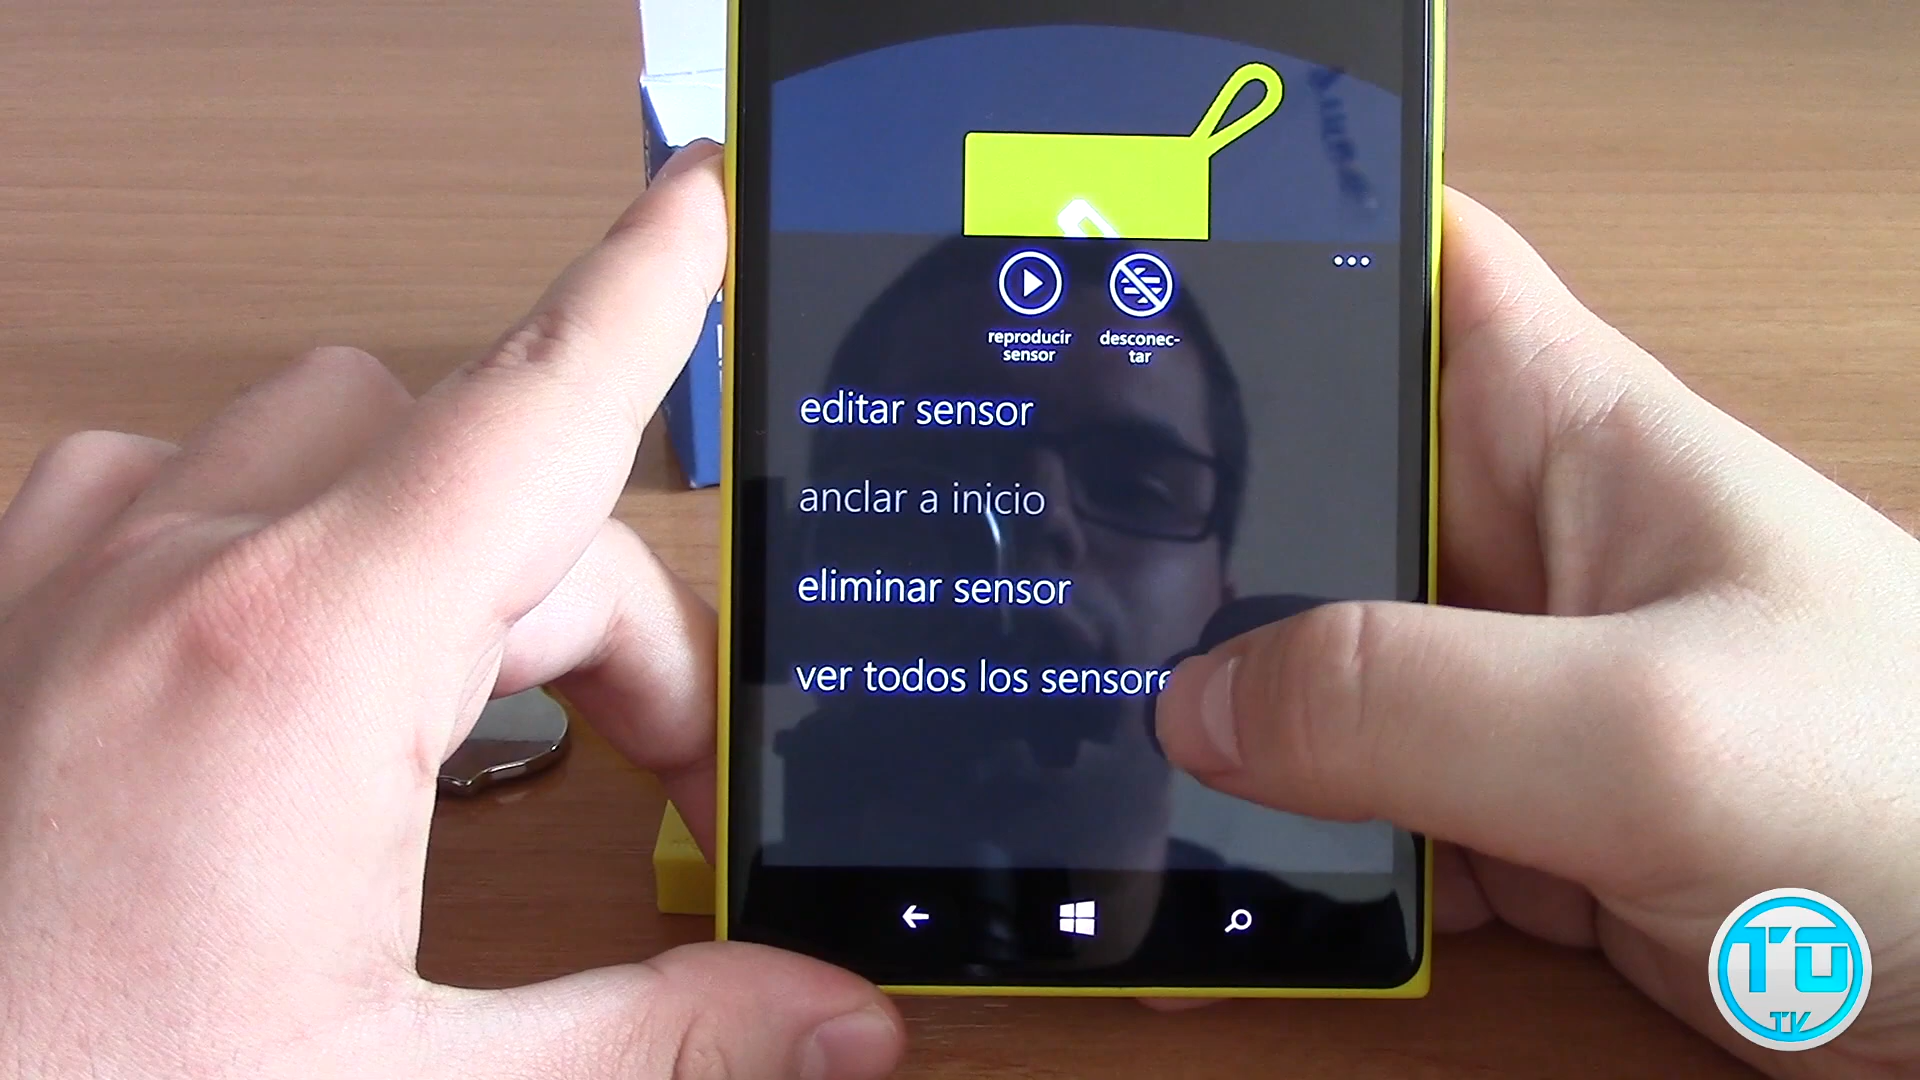 reproducir
sensor
desconec-
tar
editar sensor
anclar a inicio
eliminar sensor
ver todos los sensore
TU
TV